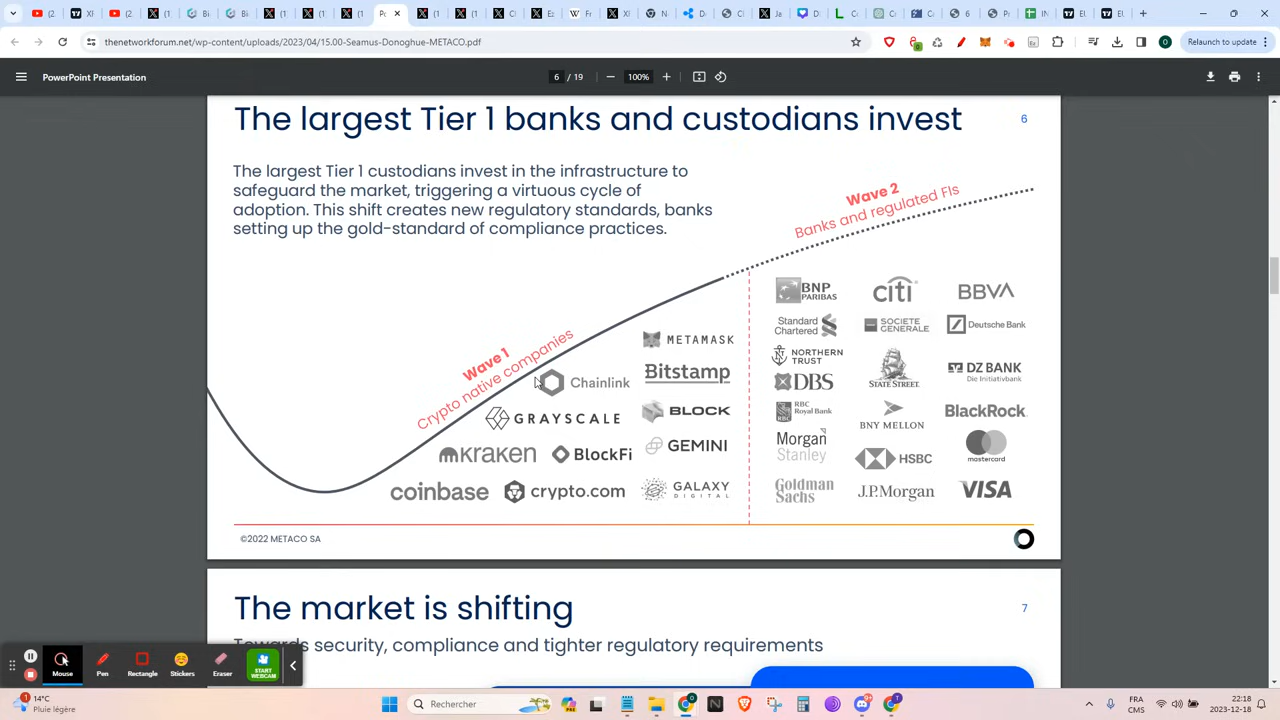 thenetworkforum.net/wp-content/uploads/2023/04/15.00-Seamus-Donoghue-METACO.pdf
Relaunch to update
PowerPoint Presentation
6 / 19
100%
The largest Tier 1 banks and custodians invest
6
The largest Tier 1 custodians invest in the infrastructure to
safeguard the market, triggering a virtuous cycle of
adoption. This shift creates new regulatory standards, banks
setting up the gold-standard of compliance practices.
Wave 2
Banks and regulated FIs
Wave 1
Crypto native companies
METAMASK
Chainlink
Bitstamp
GRAYSCALE
BLOCK
kraken
BlockFi
GEMINI
coinbase
crypto.com
GALAXY
DIGITAL
BNP
PARIBAS
citi
BBVA
Standard
Chartered
SOCIETE
GENERALE
Deutsche Bank
NORTHERN
TRUST
DBS
STATE STREET
DZ BANK
Die Initiativbank
RBC
Royal Bank
BNY MELLON
BlackRock
Morgan
Stanley
HSBC
mastercard
Goldman
Sachs
J.P.Morgan
VISA
©2022 METACO SA
The market is shifting
7
Towards security, compliance and tighter regulatory requirements
Mouse
Pen
Rectangle
Stickers
Eraser
START
WEBCAM
14°C
Pluie légère
Rechercher
FRA
CMS
22:18
2023-12-18